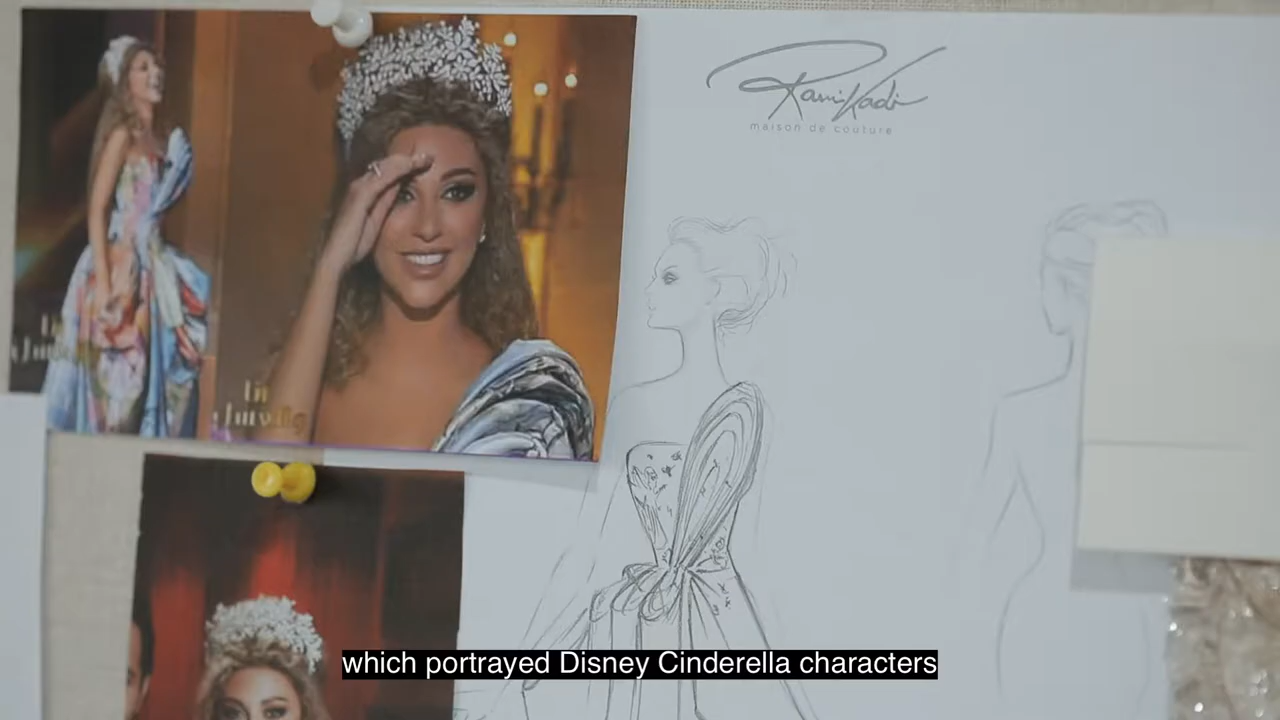 Rami Kadi
maison de couture
which portrayed Disney Cinderella characters